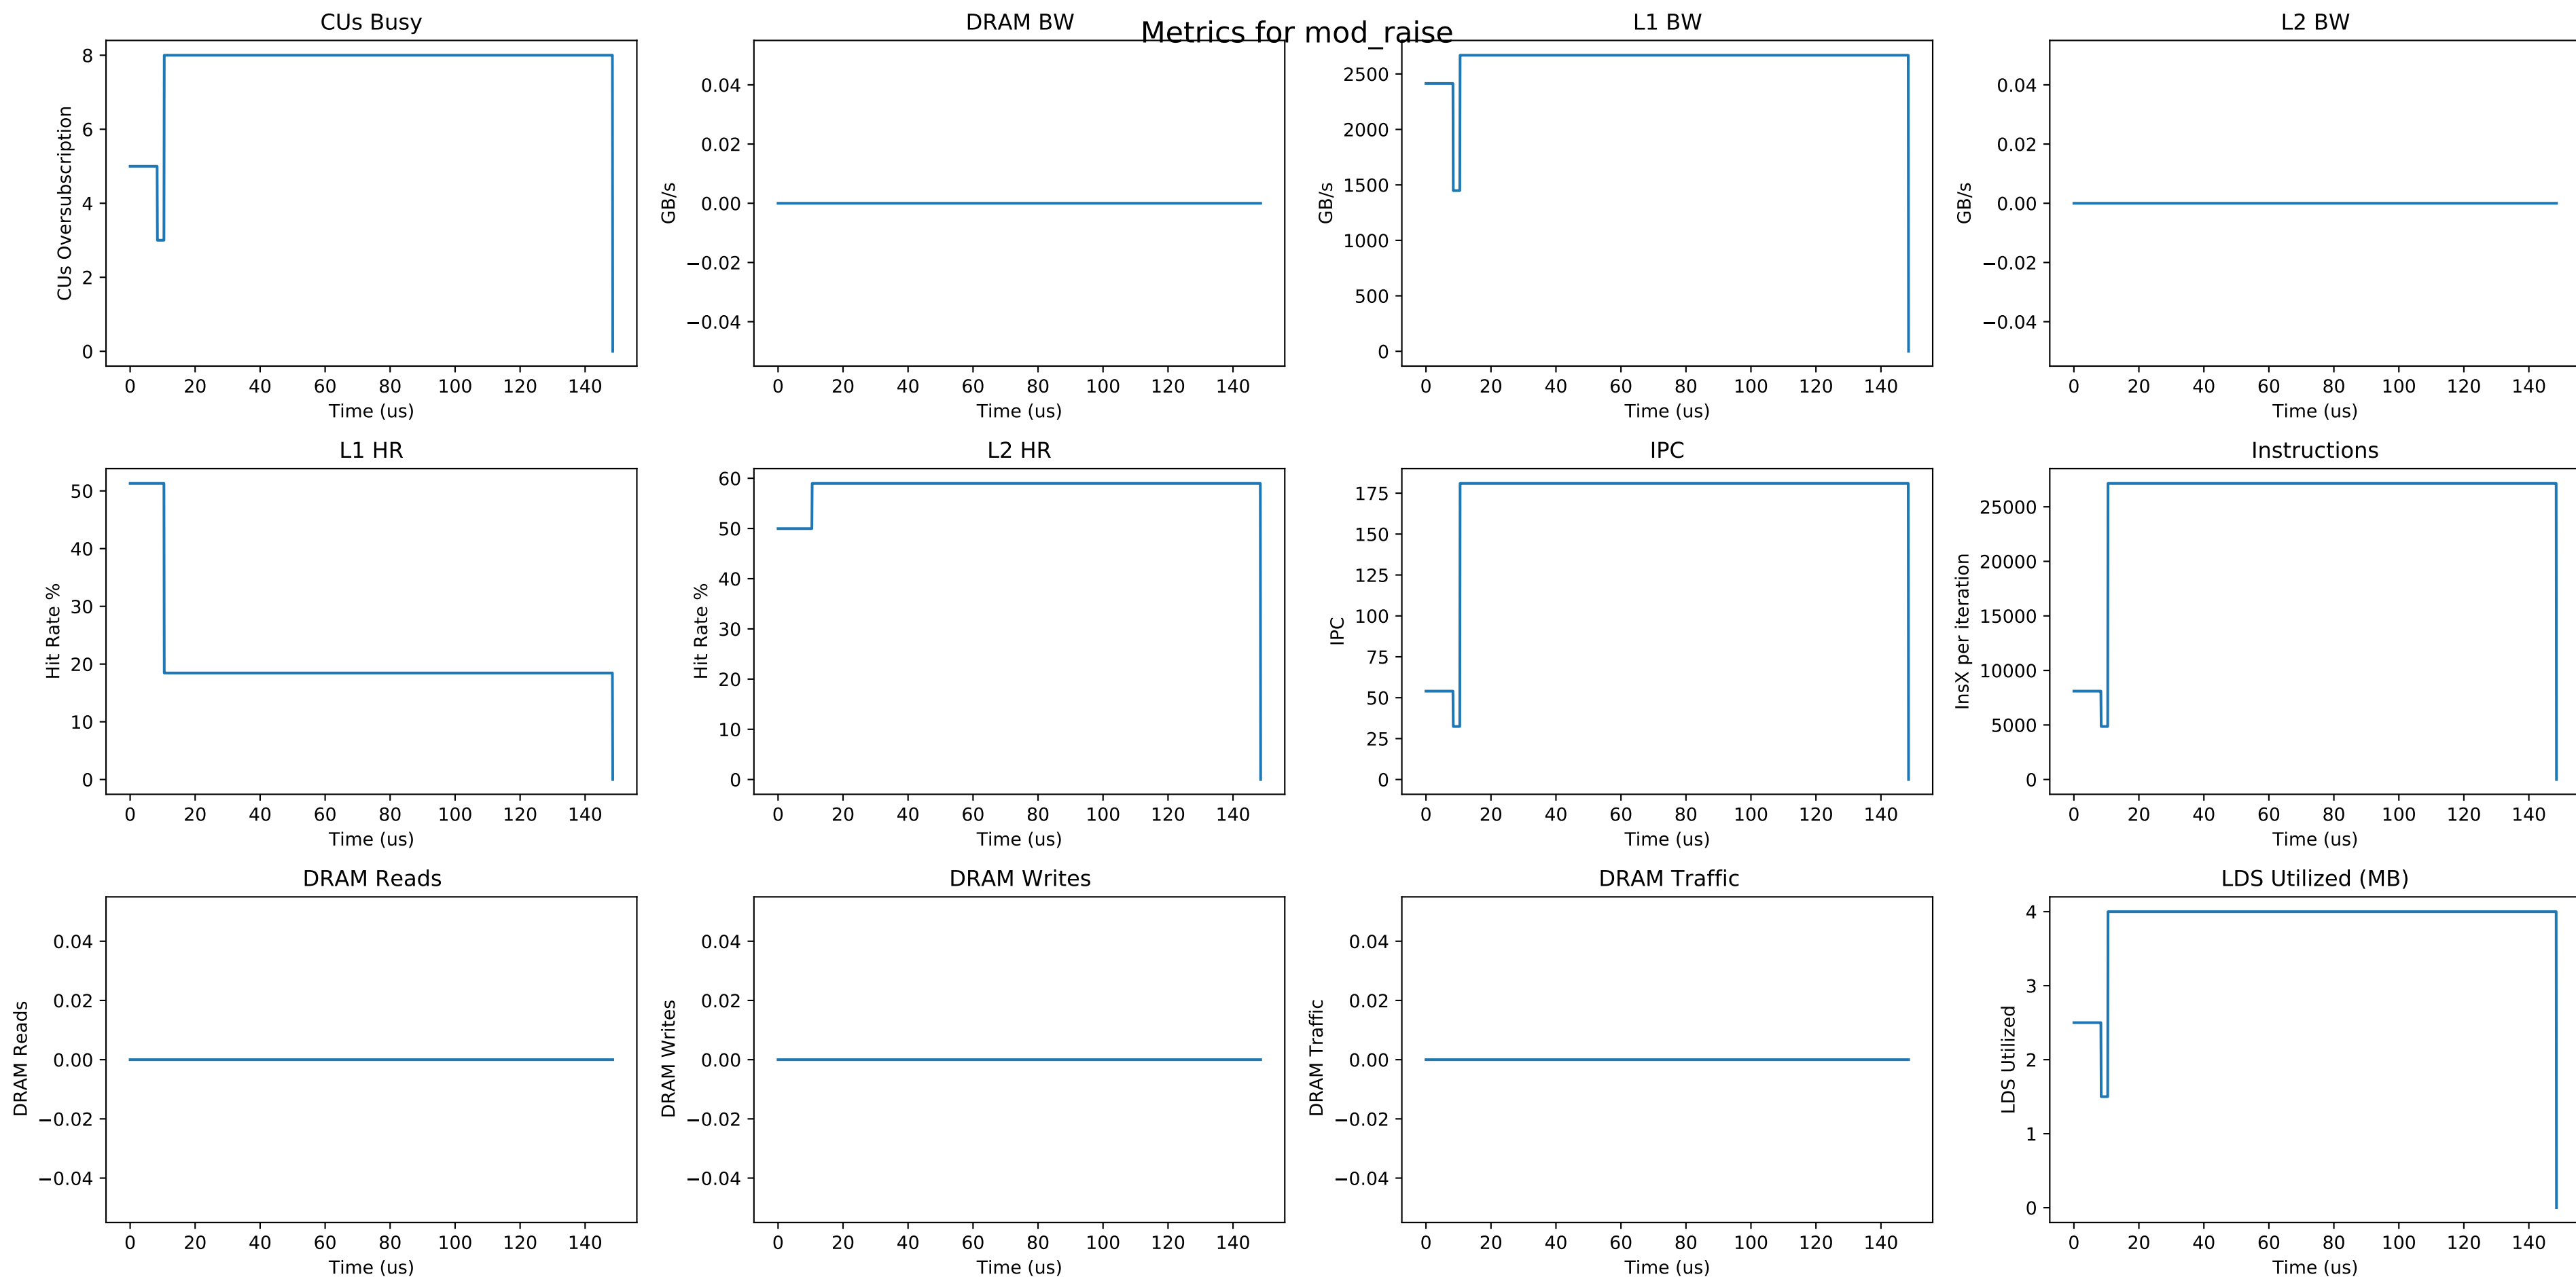 Metrics for mod_raise
CUs Busy
CUs Oversubscription
8
6
4
2
0
0 20 40 60 80 100 120 140
Time (us)
DRAM BW
GB/s
0.04
0.02
0.00
−0.02
−0.04
0 20 40 60 80 100 120 140
Time (us)
L1 BW
GB/s
2500
2000
1500
1000
500
0
0 20 40 60 80 100 120 140
Time (us)
L2 BW
GB/s
0.04
0.02
0.00
−0.02
−0.04
0 20 40 60 80 100 120 140
Time (us)
L1 HR
Hit Rate %
50
40
30
20
10
0
0 20 40 60 80 100 120 140
Time (us)
L2 HR
Hit Rate %
60
50
40
30
20
10
0
0 20 40 60 80 100 120 140
Time (us)
IPC
IPC
175
150
125
100
75
50
25
0
0 20 40 60 80 100 120 140
Time (us)
Instructions
InsX per iteration
25000
20000
15000
10000
5000
0
0 20 40 60 80 100 120 140
Time (us)
DRAM Reads
DRAM Reads
0.04
0.02
0.00
−0.02
−0.04
0 20 40 60 80 100 120 140
Time (us)
DRAM Writes
DRAM Writes
0.04
0.02
0.00
−0.02
−0.04
0 20 40 60 80 100 120 140
Time (us)
DRAM Traffic
DRAM Traffic
0.04
0.02
0.00
−0.02
−0.04
0 20 40 60 80 100 120 140
Time (us)
LDS Utilized (MB)
LDS Utilized
4
3
2
1
0
0 20 40 60 80 100 120 140
Time (us)